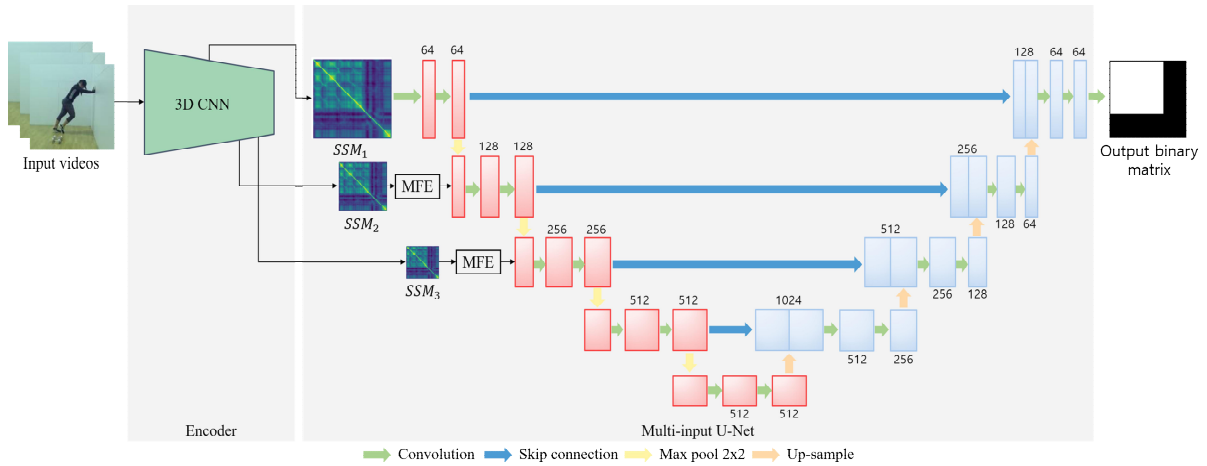 64 64
128 64 64
3D CNN
SSM₁
Input videos
Output binary
matrix
128 128
256
MFE
SSM₂
128 64
256 256
512
MFE
SSM₃
256 128
512 512
1024
512 256
512 512
Encoder
Multi-input U-Net
Convolution Skip connection Max pool 2x2 Up-sample